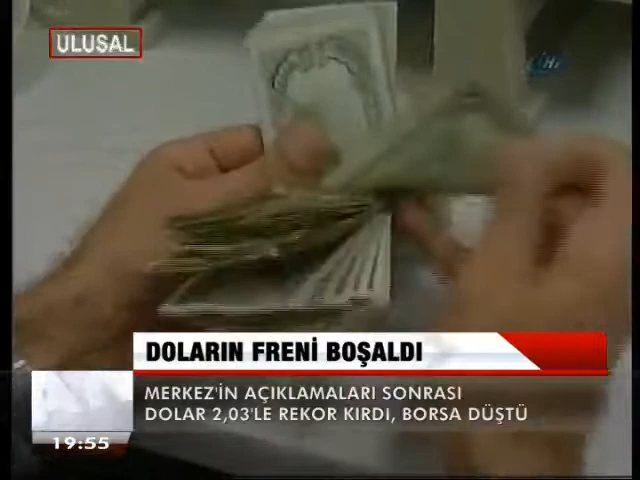 ULUSAL
DOLARIN FRENİ BOŞALDI
MERKEZ'İN AÇIKLAMALARI SONRASI
DOLAR 2,03'LE REKOR KIRDI, BORSA DÜŞTÜ
19:55